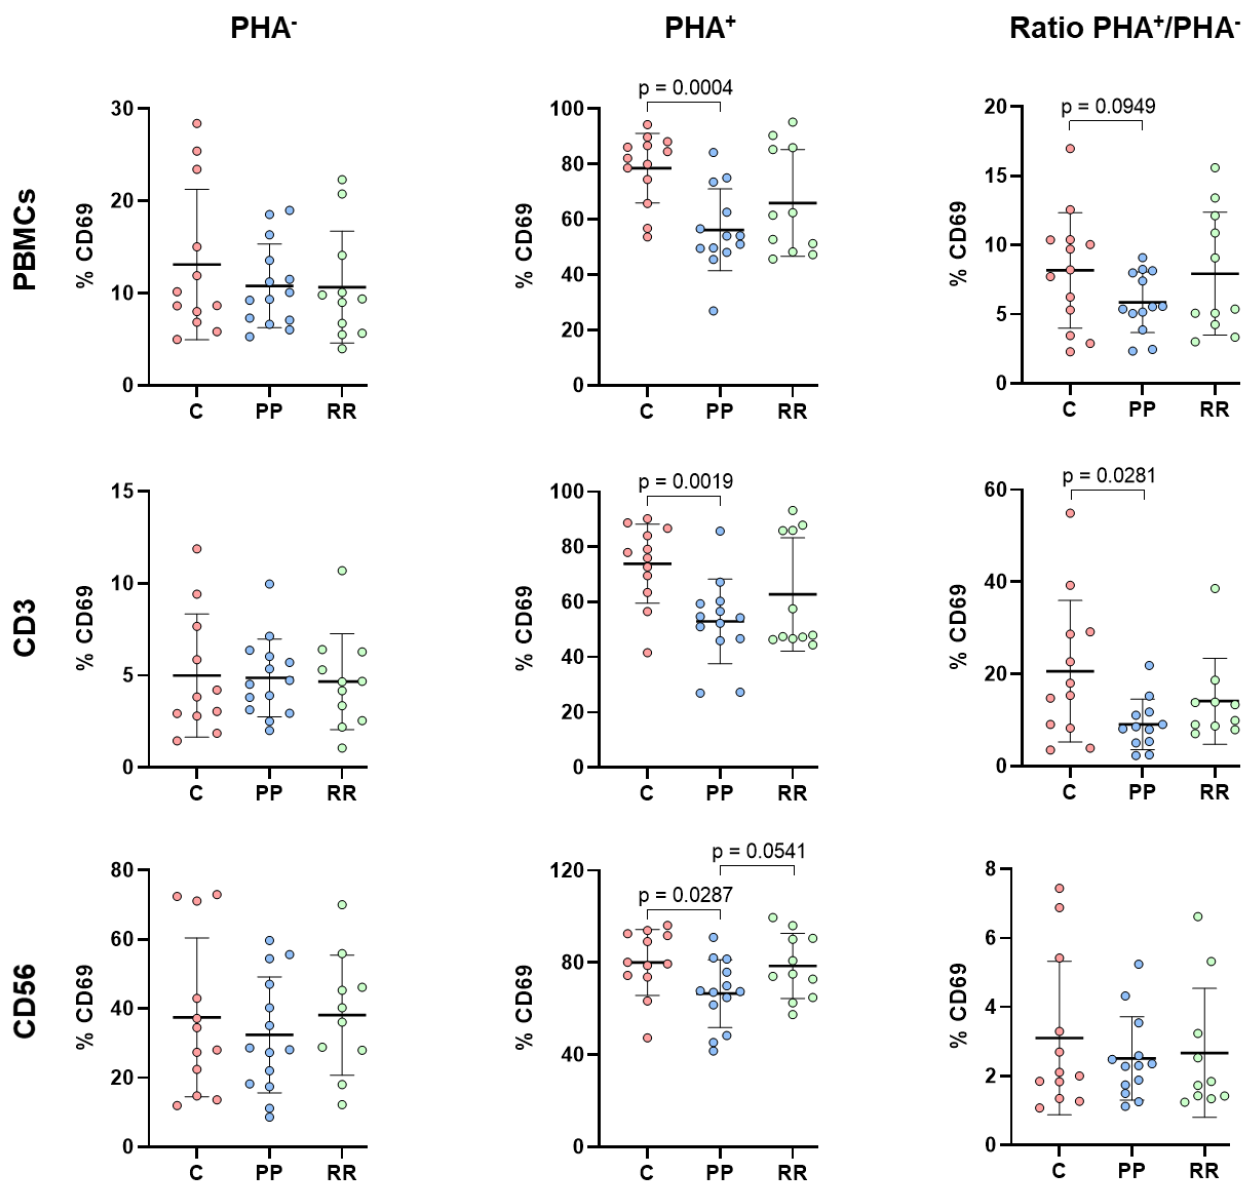 PHA⁻ PHA⁺ Ratio PHA⁺/PHA⁻
PBMCs
% CD69
30
20
10
0
C PP RR
p = 0.0004
% CD69
100
80
60
40
20
0
C PP RR
p = 0.0949
% CD69
20
15
10
5
0
C PP RR
CD3
% CD69
15
10
5
0
C PP RR
p = 0.0019
% CD69
100
80
60
40
20
0
C PP RR
p = 0.0281
% CD69
60
40
20
0
C PP RR
CD56
% CD69
80
60
40
20
0
C PP RR
p = 0.0541
p = 0.0287
% CD69
120
80
40
0
C PP RR
% CD69
8
6
4
2
0
C PP RR